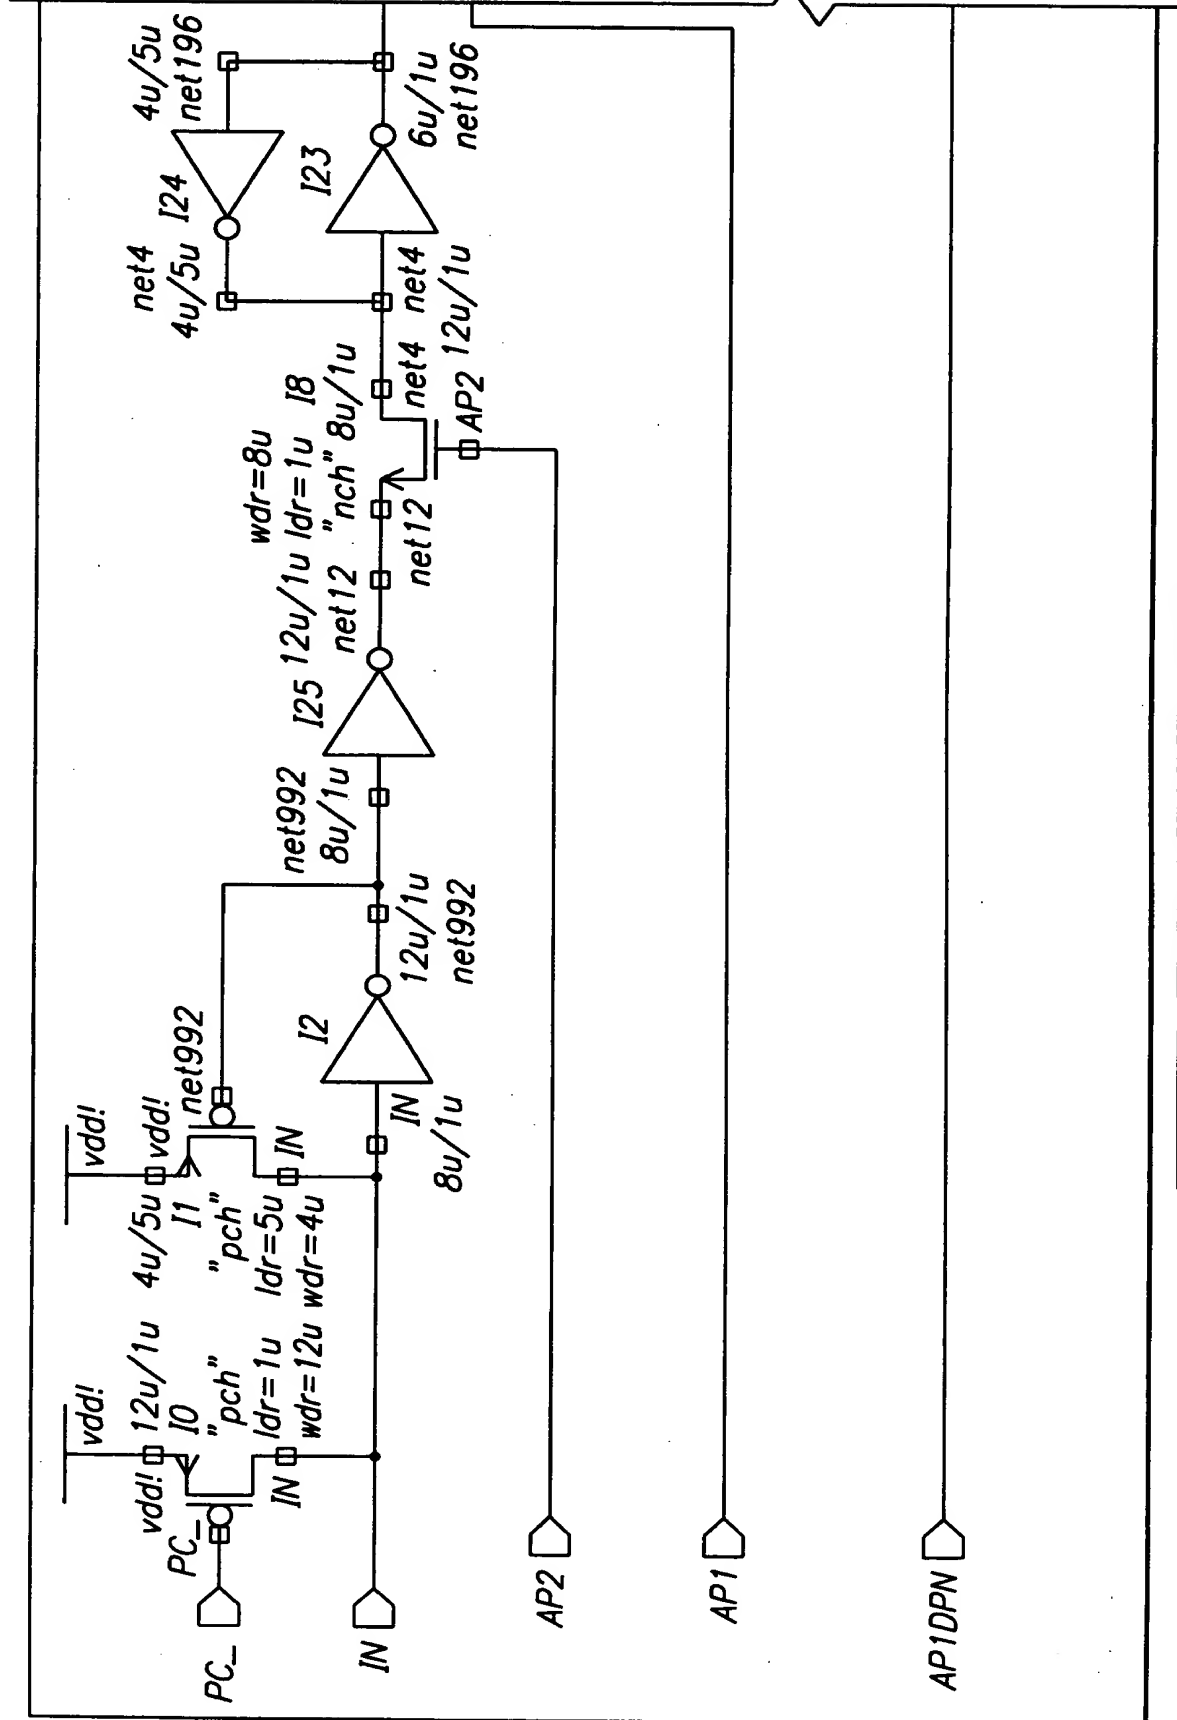 vdd!
12u/1u
vdd!
I0
PC_
"pch"
ldr=1u
wdr=12u
IN
PC_
IN
vdd!
vdd!
4u/5u
I1
net992
"pch"
ldr=5u
wdr=4u
IN
I2
IN
8u/1u
12u/1u
net992
net992
8u/1u
I25
12u/1u
net12
wdr=8u
ldr=1u
"nch"
I8
8u/1u
net12
net4
AP2
net4
4u/5u
I24
4u/5u
net196
net4
12u/1u
I23
6u/1u
net196
AP2
AP1
AP1DPN